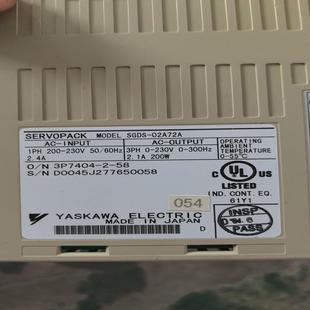 SERVOPACK MODEL SGDS-02A72A
AC-INPUT AC-OUTPUT
1PH 200-230V 50/60Hz 3PH 0-230V 0-300Hz
2.4A 2.1A 200W
OPERATING
AMBIENT
TEMPERATURE
0-55°C
O/N 3P7404-2-58
S/N D0045J277650058
C UL US
LISTED
IND. CONT. EQ.
61Y1
054
YASKAWA ELECTRIC
MADE IN JAPAN D
INSP
PASS